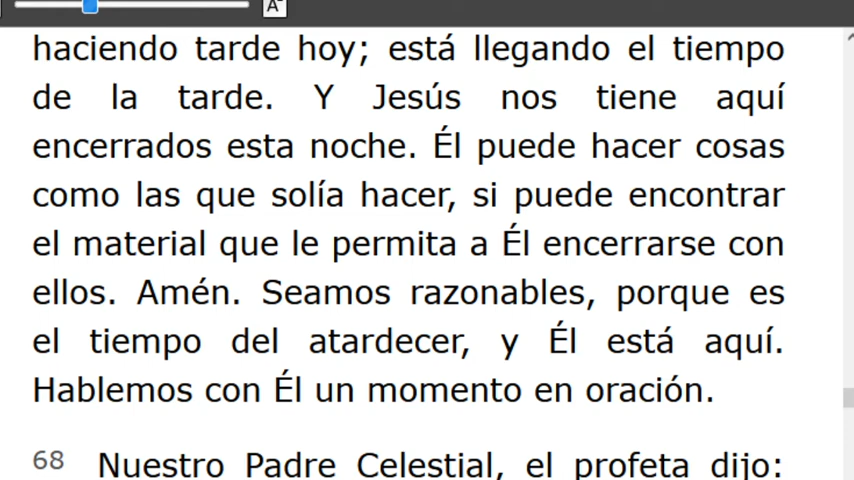 A
haciendo tarde hoy; está llegando el tiempo
de la tarde. Y Jesús nos tiene aquí
encerrados esta noche. Él puede hacer cosas
como las que solía hacer, si puede encontrar
el material que le permita a Él encerrarse con
ellos. Amén. Seamos razonables, porque es
el tiempo del atardecer, y Él está aquí.
Hablemos con Él un momento en oración.
68 Nuestro Padre Celestial, el profeta dijo: